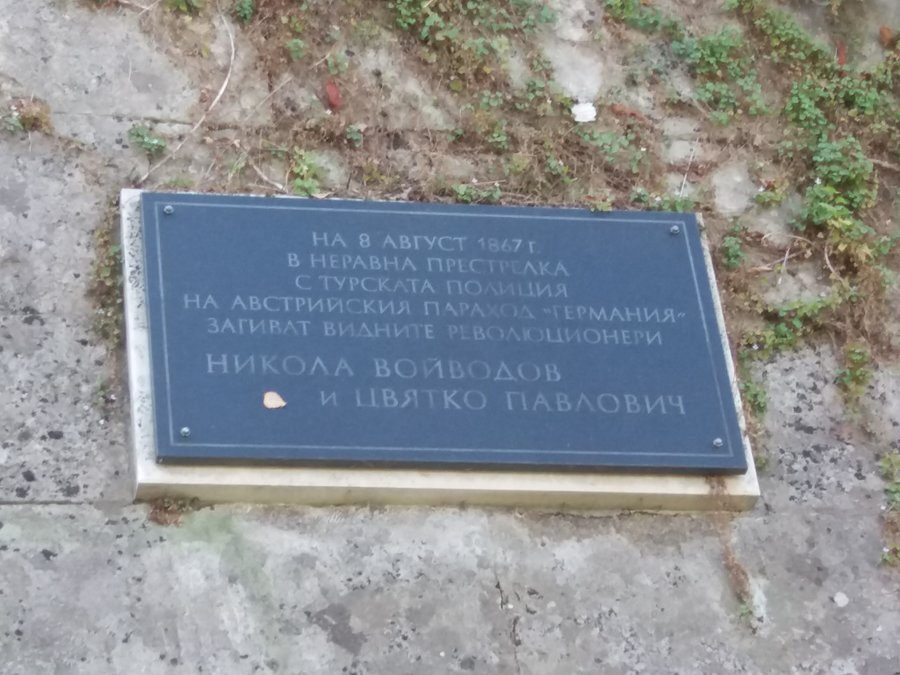 НА 8 АВГУСТ 1867 Г.
В НЕРАВНА ПРЕСТРЕЛКА
С ТУРСКАТА ПОЛИЦИЯ
НА АВСТРИЙСКИЯ ПАРАХОД "ГЕРМАНИЯ"
ЗАГИВАТ ВИДНИТЕ РЕВОЛЮЦИОНЕРИ
НИКОЛА ВОЙВОДОВ
И ЦВЯТКО ПАВЛОВИЧ